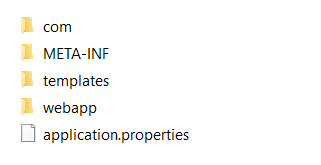 com
META-INF
templates
webapp
application.properties